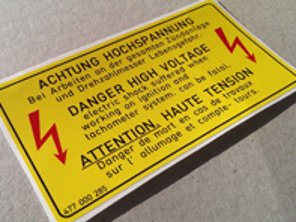 ACHTUNG HOCHSPANNUNG
Bei Arbeiten an der gesamten Zündanlage
und Drehzahlmesser Lebensgefahr.
DANGER HIGH VOLTAGE
electric shock suffered when
working on ignition and
tachometer system. can be fatal.
ATTENTION. HAUTE TENSION
Danger de mort en cas de travaux
sur l' allumage et compte-tours.
477 000 285